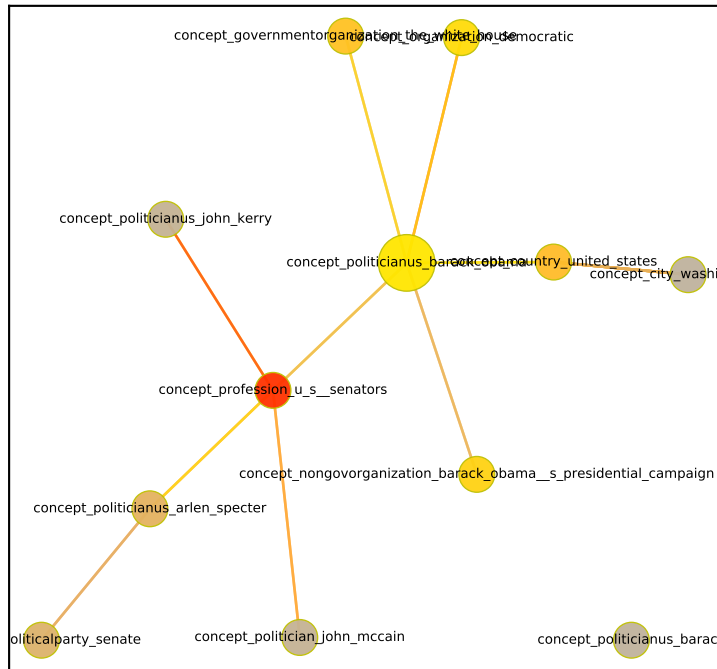 concept_governmentorganization_the_white_house
concept_organization_democratic
concept_politicianus_john_kerry
concept_politicianus_barack_obama
concept_country_united_states
concept_city_washi
concept_profession_u_s__senators
concept_nongovorganization_barack_obama__s_presidential_campaign
concept_politicianus_arlen_specter
oliticalparty_senate
concept_politician_john_mccain
concept_politicianus_barac